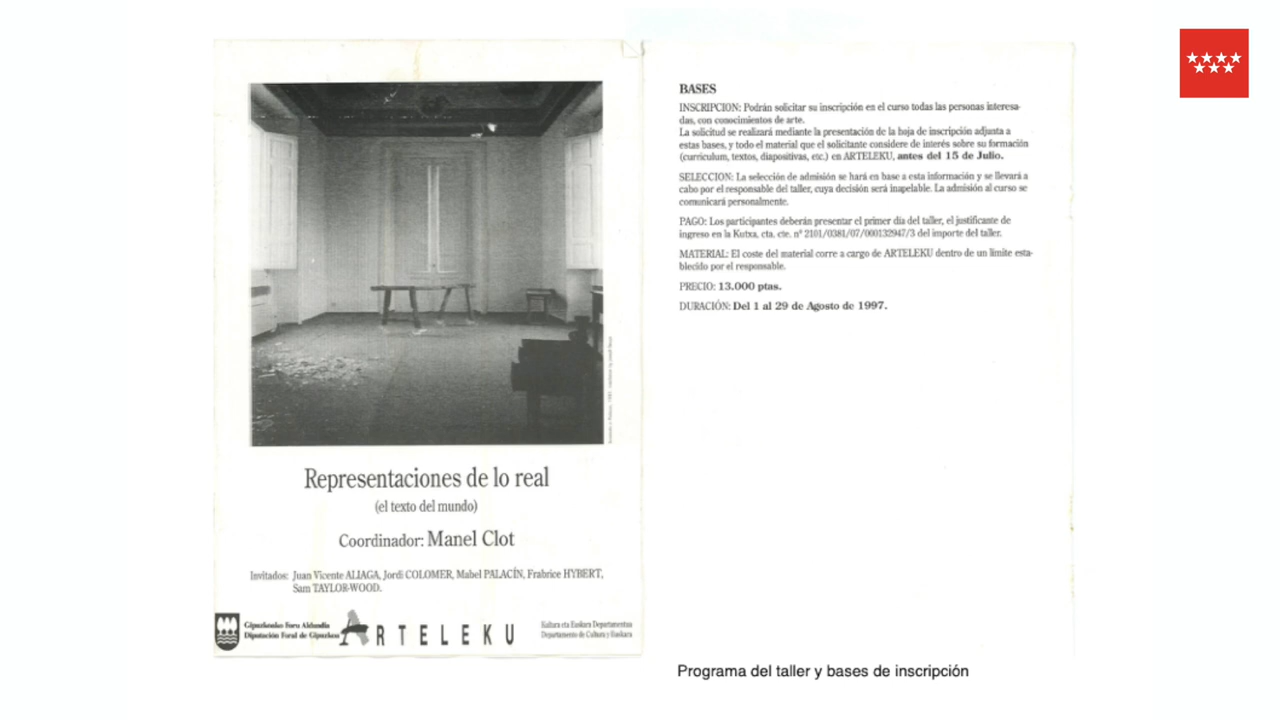 Representaciones de lo real
(el texto del mundo)
Coordinador: Manel Clot
Invitados: Juan Vicente ALIAGA, Jordi COLOMER, Mabel PALACÍN, Frabrice HYBERT,
Sam TAYLOR-WOOD.
Gipuzkoako Foru Aldundia
Diputación Foral de Gipuzkoa
ARTELEKU
Kultura eta Euskara Departamentua
Departamento de Cultura y Euskara
BASES
INSCRIPCION: Podrán solicitar su inscripción en el curso todas las personas interesa-
das, con conocimientos de arte.
La solicitud se realizará mediante la presentación de la hoja de inscripción adjunta a
estas bases, y todo el material que el solicitante considere de interés sobre su formación
(curriculum, textos, diapositivas, etc.) en ARTELEKU, antes del 15 de Julio.
SELECCION: La selección de admisión se hará en base a esta información y se llevará a
cabo por el responsable del taller, cuya decisión será inapelable. La admisión al curso se
comunicará personalmente.
PAGO: Los participantes deberán presentar el primer día del taller, el justificante de
ingreso en la Kutxa, cta. cte. nº 2101/0381/07/000132947/3 del importe del taller.
MATERIAL: El coste del material corre a cargo de ARTELEKU dentro de un límite esta-
blecido por el responsable.
PRECIO: 13.000 ptas.
DURACIÓN: Del 1 al 29 de Agosto de 1997.
Programa del taller y bases de inscripción